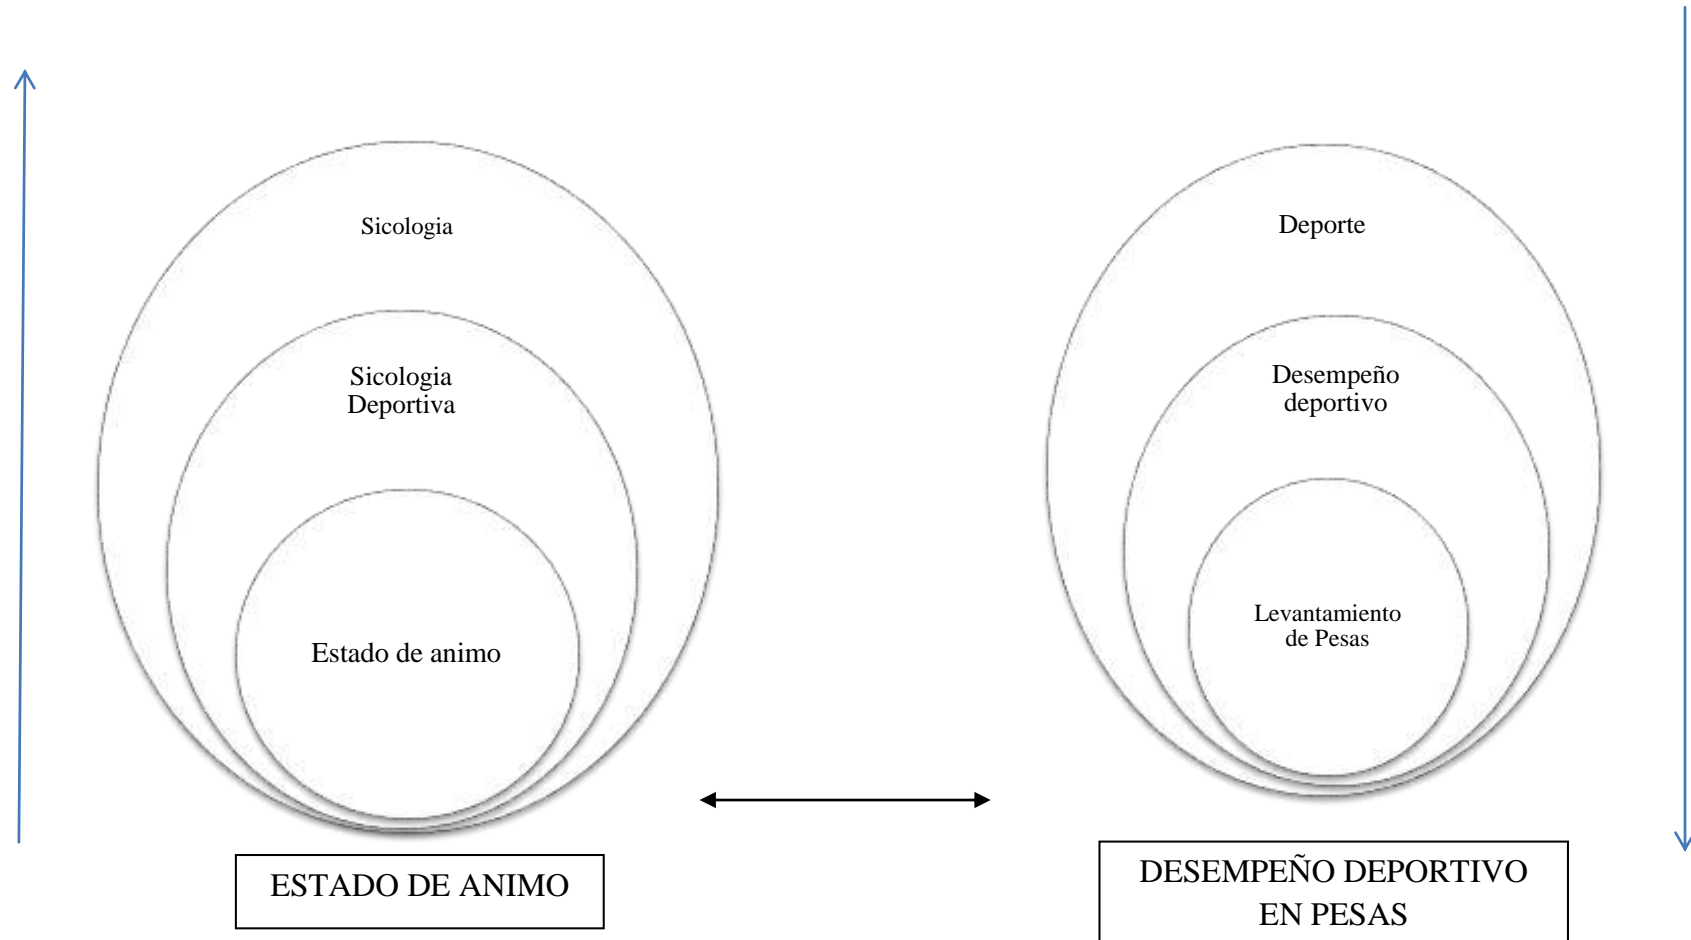 Sicologia
Sicologia
Deportiva
Estado de animo
ESTADO DE ANIMO
Deporte
Desempeño
deportivo
Levantamiento
de Pesas
DESEMPEÑO DEPORTIVO
EN PESAS